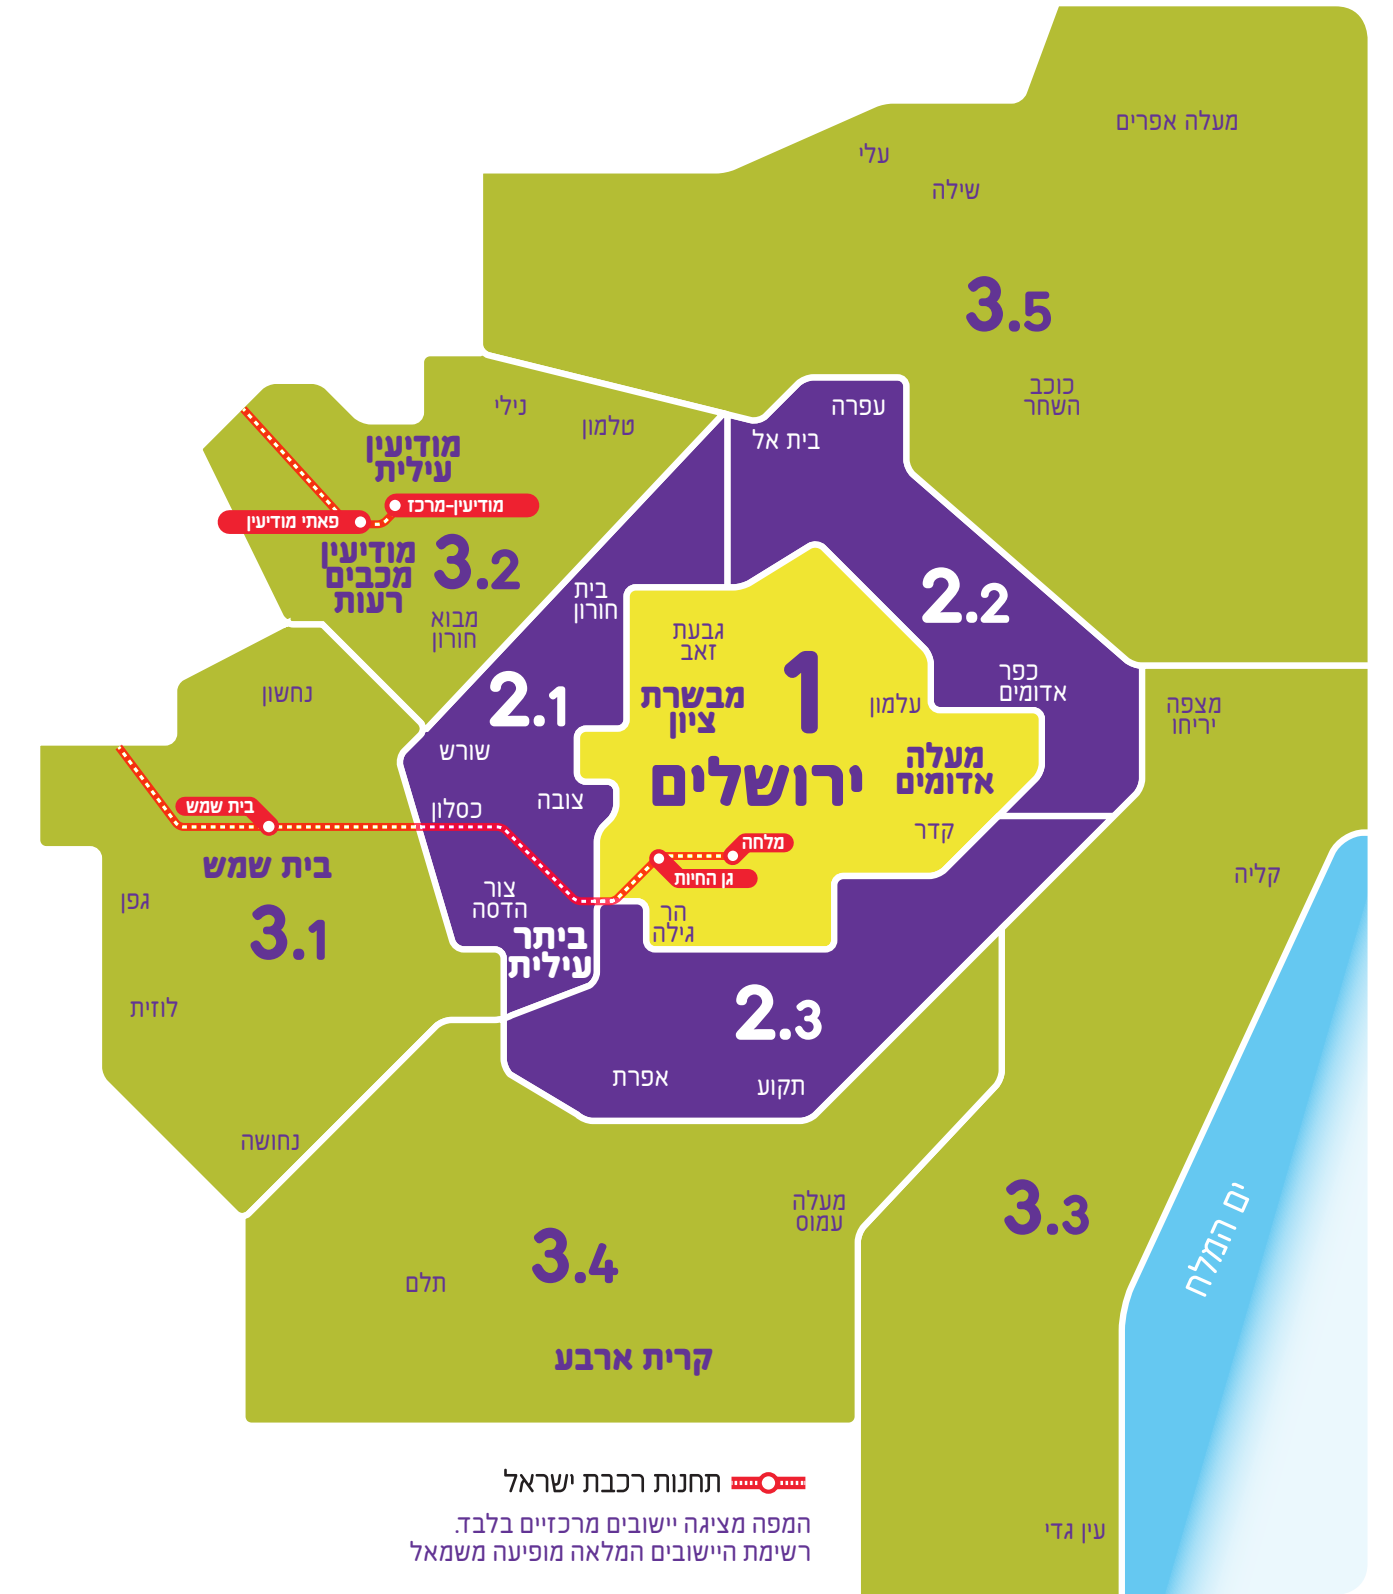 מעלה אפרים
עלי
שילה
3.5
כוכב
השחר
נילי
טלמון
מודיעין
עילית
מודיעין-מרכז
פאתי מודיעין
מודיעין
מכבים
רעות
3.2
מבוא
חורון
עפרה
בית אל
2.2
כפר
אדומים
בית
חורון
2.1
שורש
צובה
כסלון
צור
הדסה
ביתר
עילית
גבעת
זאב
מבשרת
ציון
1
ירושלים
עלמון
מעלה
אדומים
קדר
מלחה
גן החיות
הר
גילה
נחשון
בית שמש
בית שמש
גפן
3.1
לוזית
נחושה
2.3
אפרת
תקוע
מצפה
יריחו
קליה
3.3
ים המלח
עין גדי
מעלה
עמוס
3.4
תלם
קרית ארבע
תחנות רכבת ישראל
המפה מציגה יישובים מרכזיים בלבד.
רשימת היישובים המלאה מופיעה משמאל